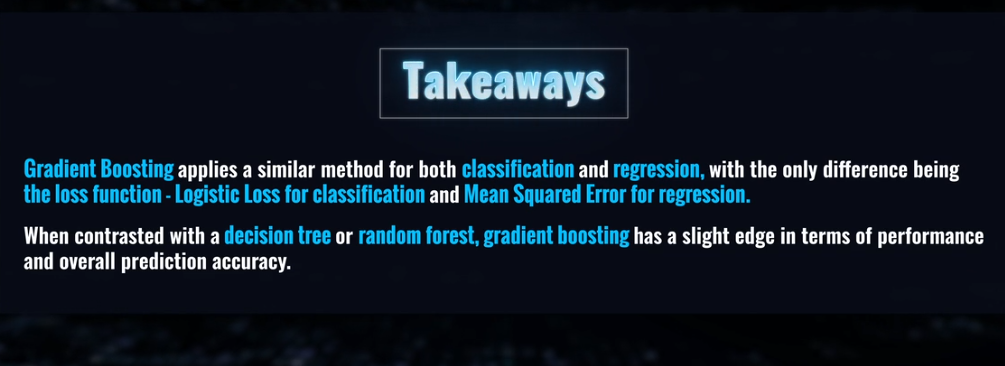 Takeaways
Gradient Boosting applies a similar method for both classification and regression, with the only difference being
the loss function - Logistic Loss for classification and Mean Squared Error for regression.
When contrasted with a decision tree or random forest, gradient boosting has a slight edge in terms of performance
and overall prediction accuracy.